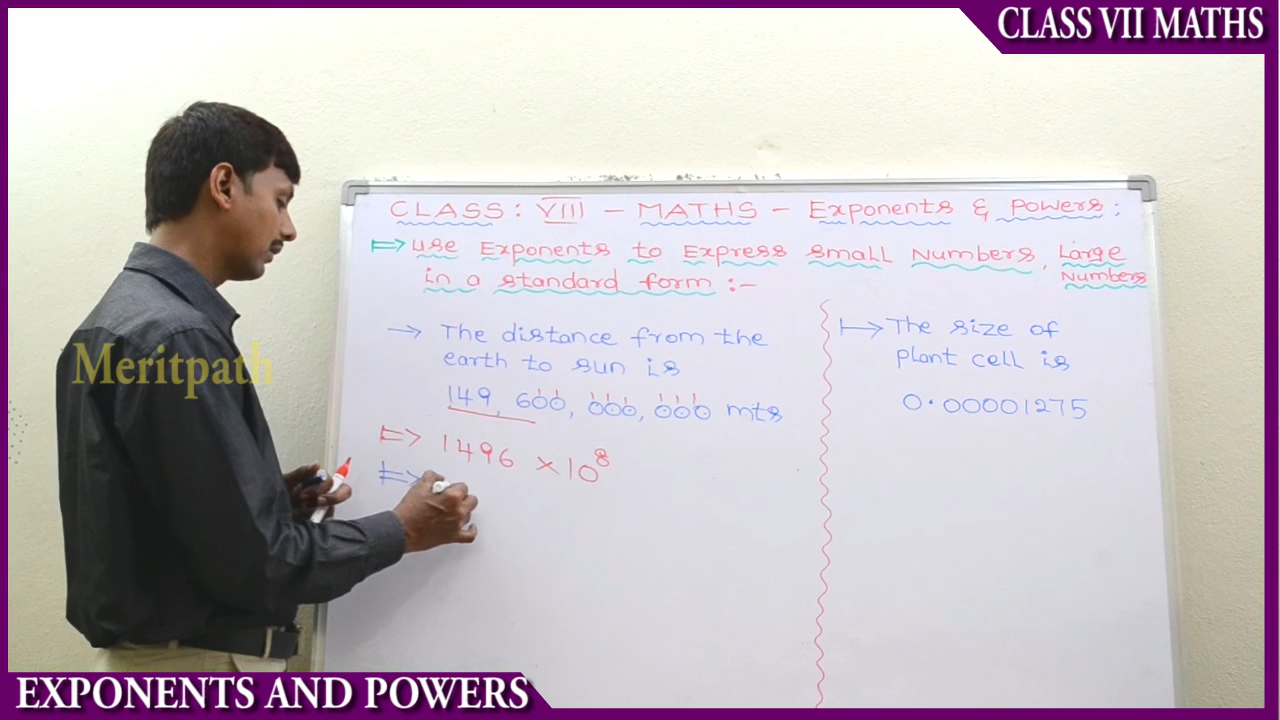 CLASS VII MATHS
CLASS: VIII - MATHS - Exponents & Powers:
⇒ use Exponents to Express small Numbers, Large Numbers
in a standard form :-
→ The distance from the
earth to sun is
149, 600, 000, 000 mts
⇒ 1496 × 10⁸
⇒
→ The size of
plant cell is
0.00001275
Meritpath
EXPONENTS AND POWERS